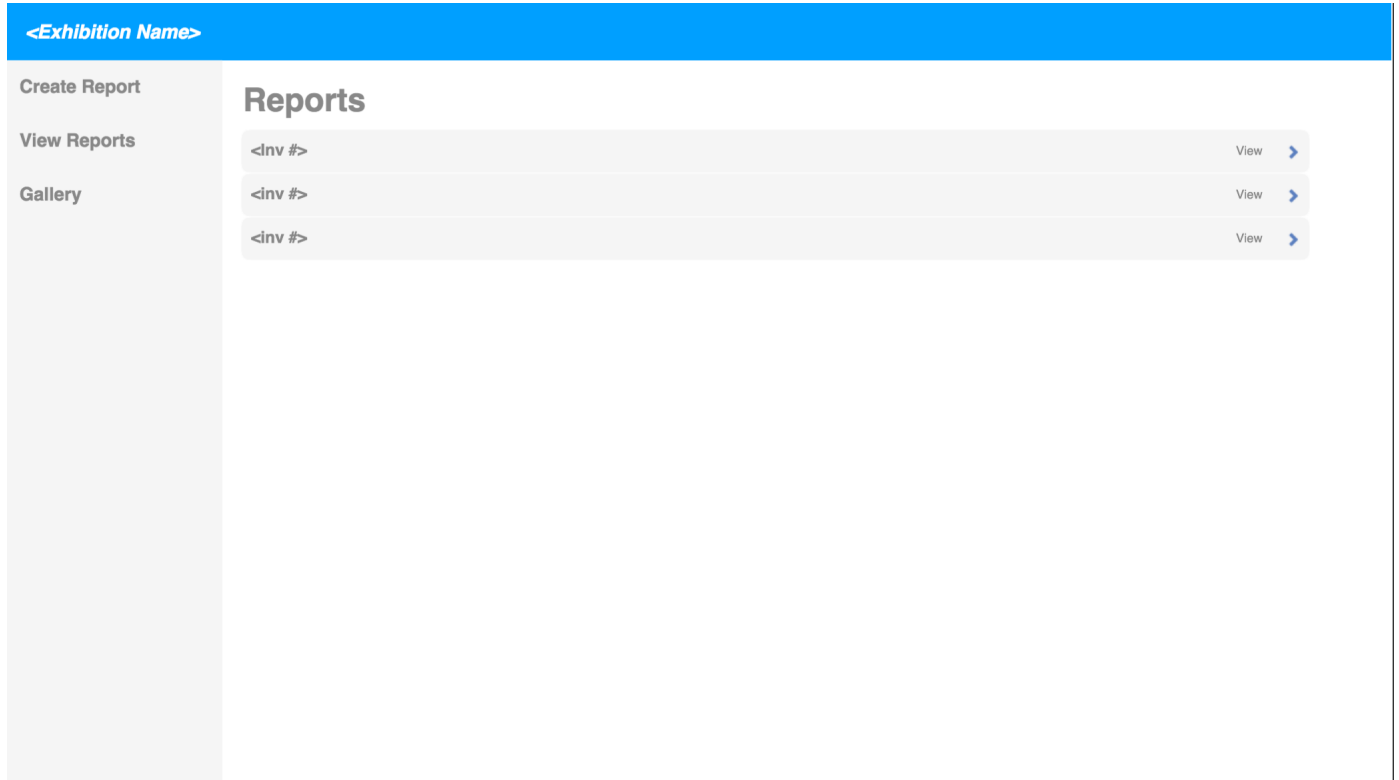 <Exhibition Name>
Create Report
View Reports
Gallery
Reports
<Inv #> View
<inv #> View
<inv #> View